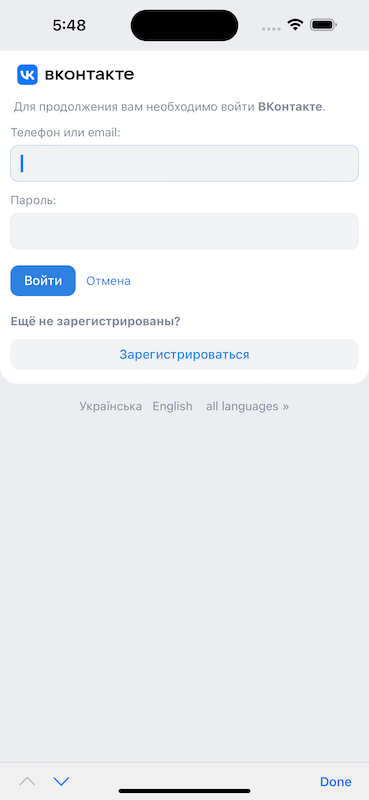 5:48
вконтакте
Для продолжения вам необходимо войти ВКонтакте.
Телефон или email:
Пароль:
Войти Отмена
Ещё не зарегистрированы?
Зарегистрироваться
Українська English all languages »
Done